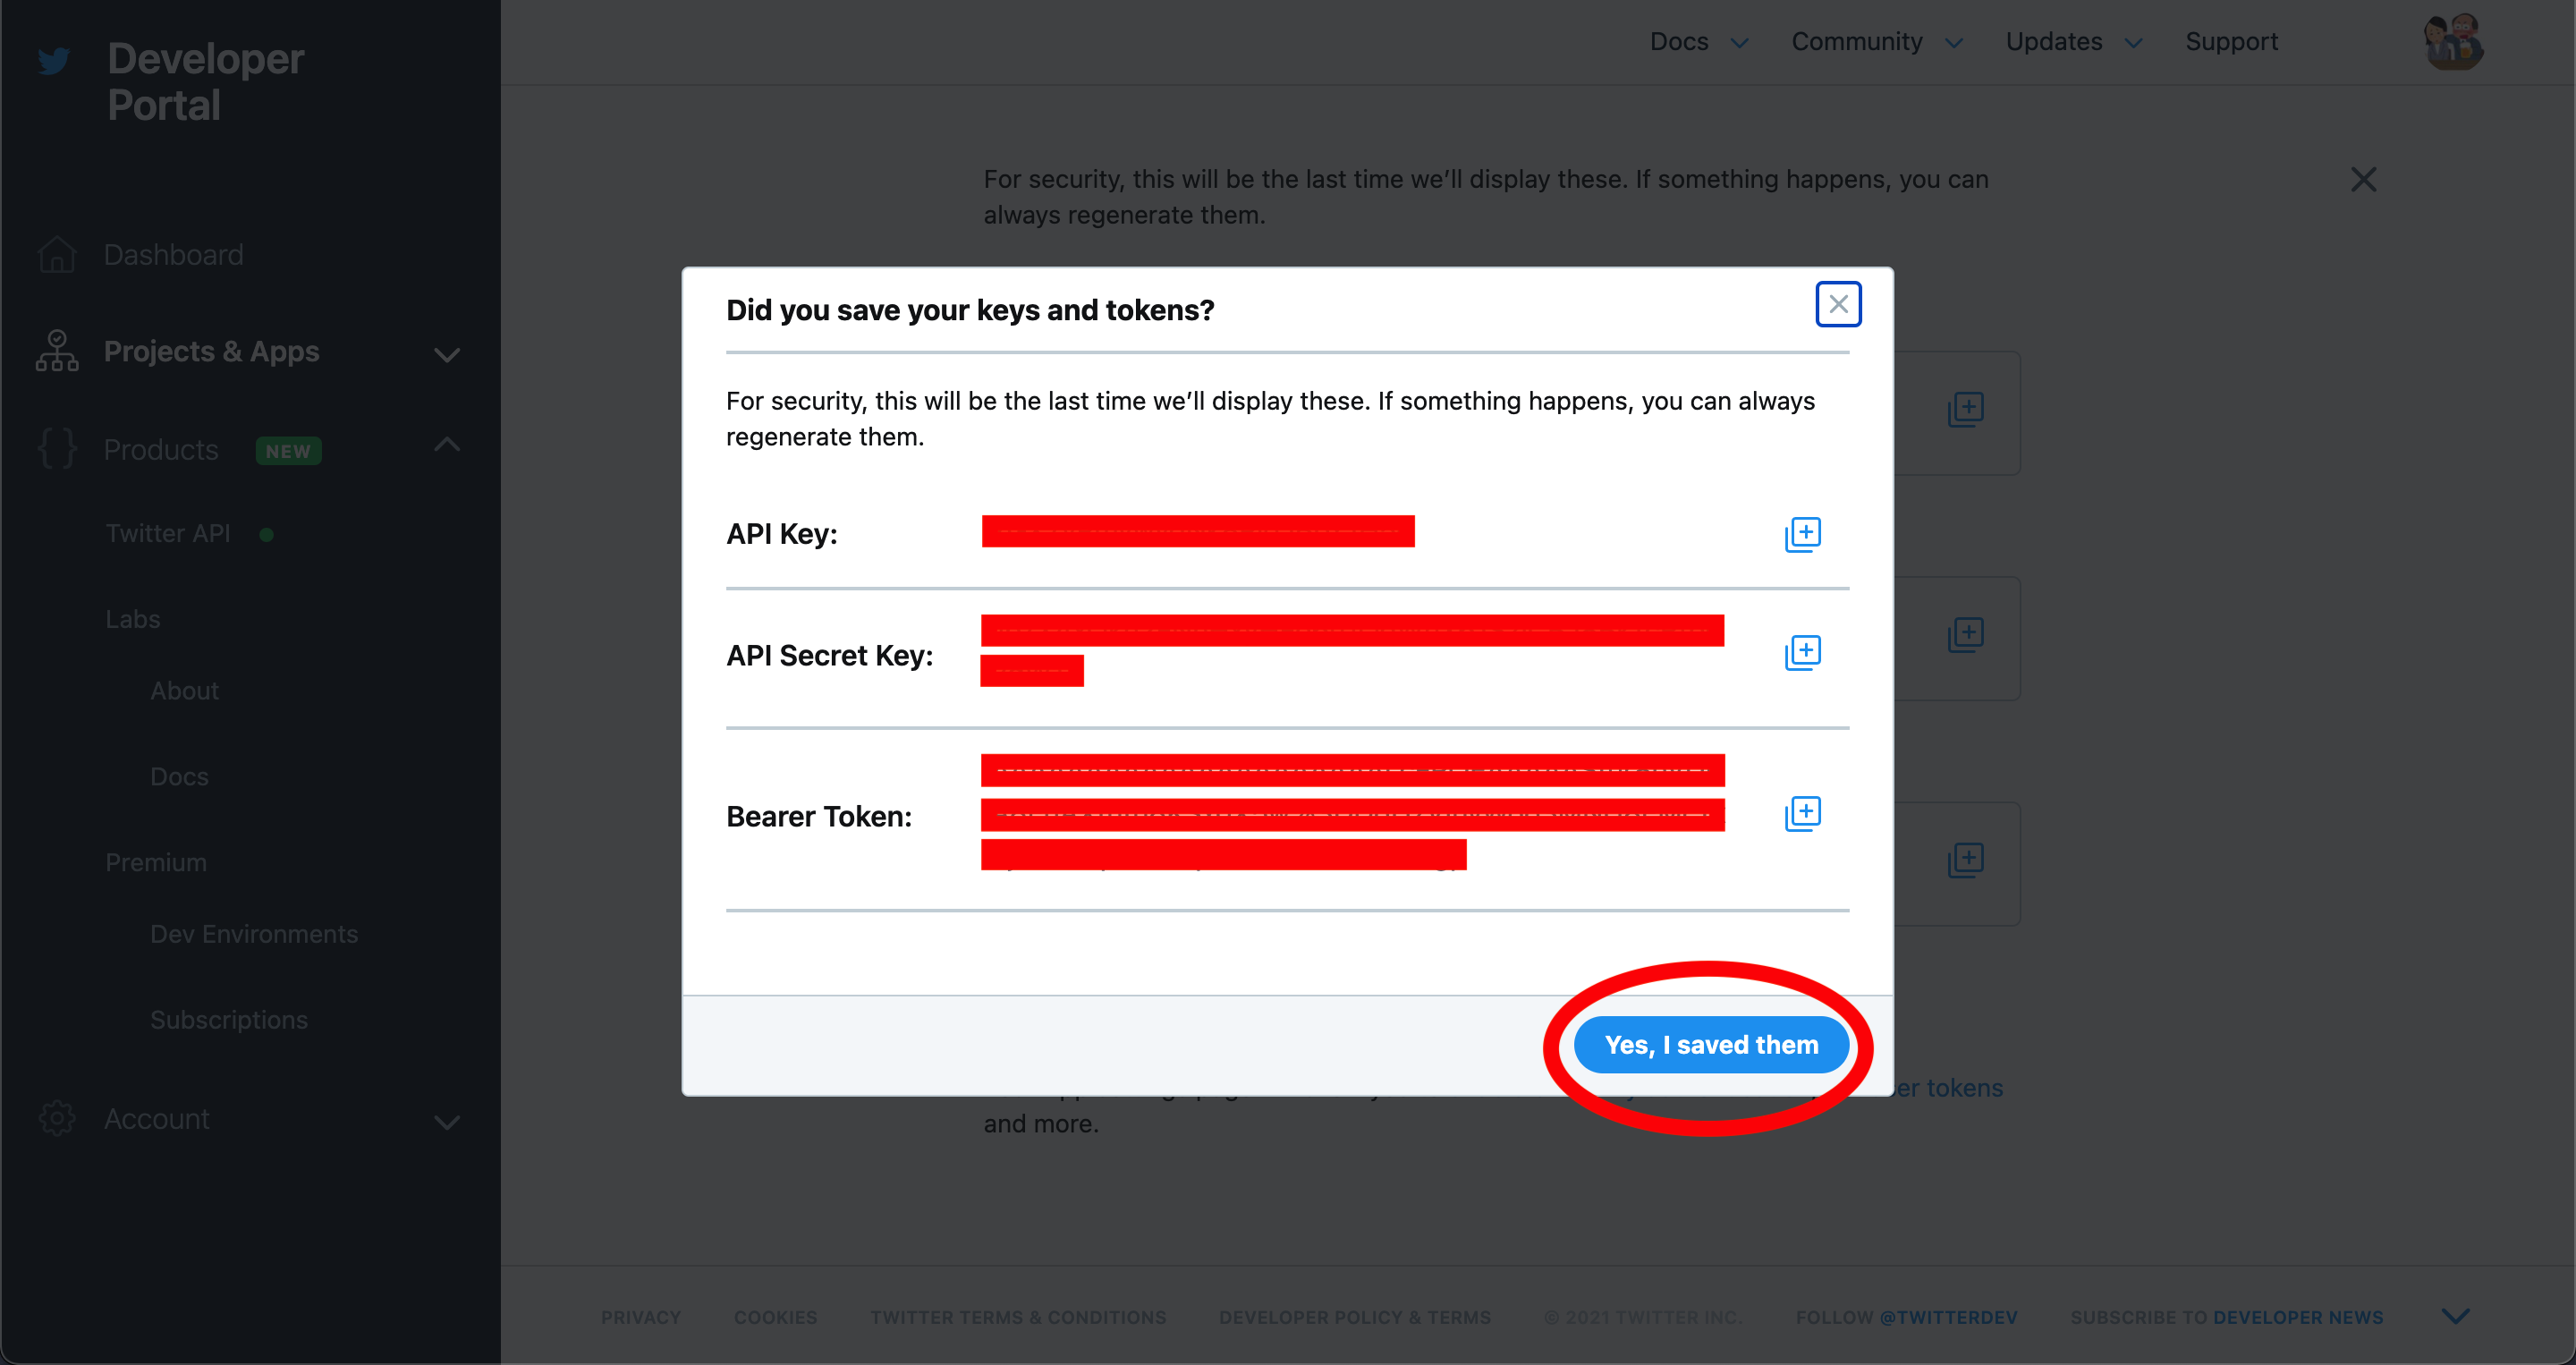 Developer
Portal
Docs
Community
Updates
Support
Dashboard
Projects & Apps
Products NEW
Twitter API
Labs
About
Docs
Premium
Dev Environments
Subscriptions
Account
For security, this will be the last time we’ll display these. If something happens, you can
always regenerate them.
Did you save your keys and tokens?
For security, this will be the last time we’ll display these. If something happens, you can always
regenerate them.
API Key:
API Secret Key:
Bearer Token:
Yes, I saved them
tokens
and more.
PRIVACY
COOKIES
TWITTER TERMS & CONDITIONS
DEVELOPER POLICY & TERMS
© 2021 TWITTER INC.
FOLLOW @TWITTERDEV
SUBSCRIBE TO DEVELOPER NEWS